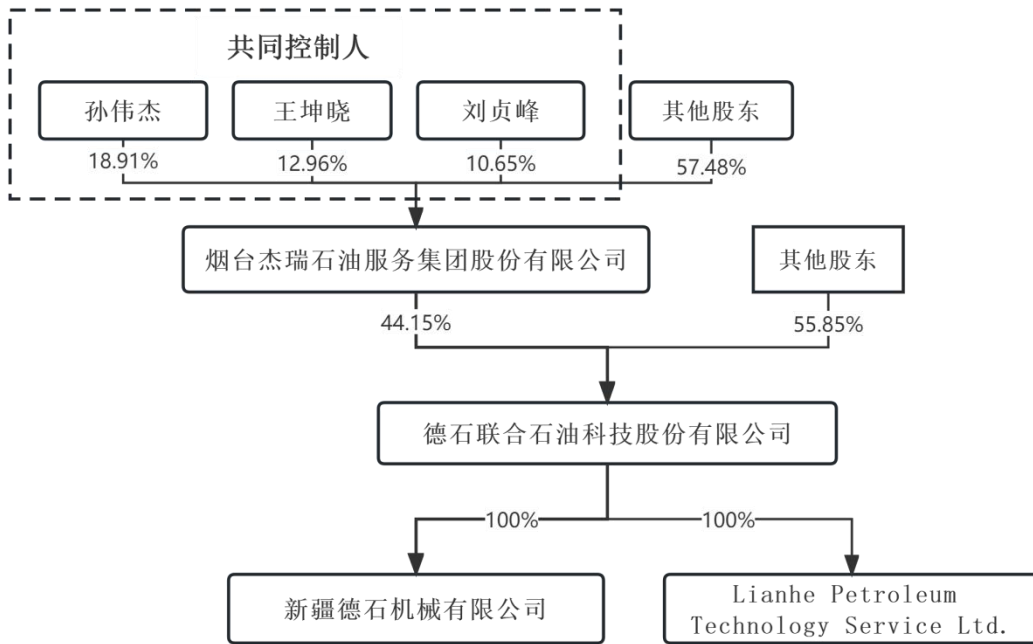 共同控制人
孙伟杰
王坤晓
刘贞峰
其他股东
18.91%
12.96%
10.65%
57.48%
烟台杰瑞石油服务集团股份有限公司
其他股东
44.15%
55.85%
德石联合石油科技股份有限公司
100%
100%
新疆德石机械有限公司
Lianhe Petroleum
Technology Service Ltd.